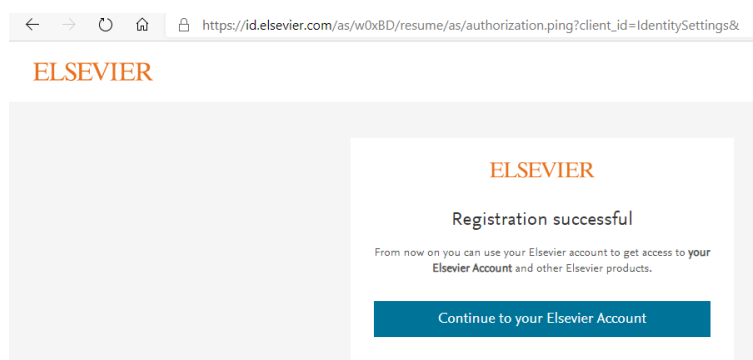 https://id.elsevier.com/as/w0xBD/resume/as/authorization.ping?client_id=IdentitySettings&
ELSEVIER
ELSEVIER
Registration successful
From now on you can use your Elsevier account to get access to your
Elsevier Account and other Elsevier products.
Continue to your Elsevier Account